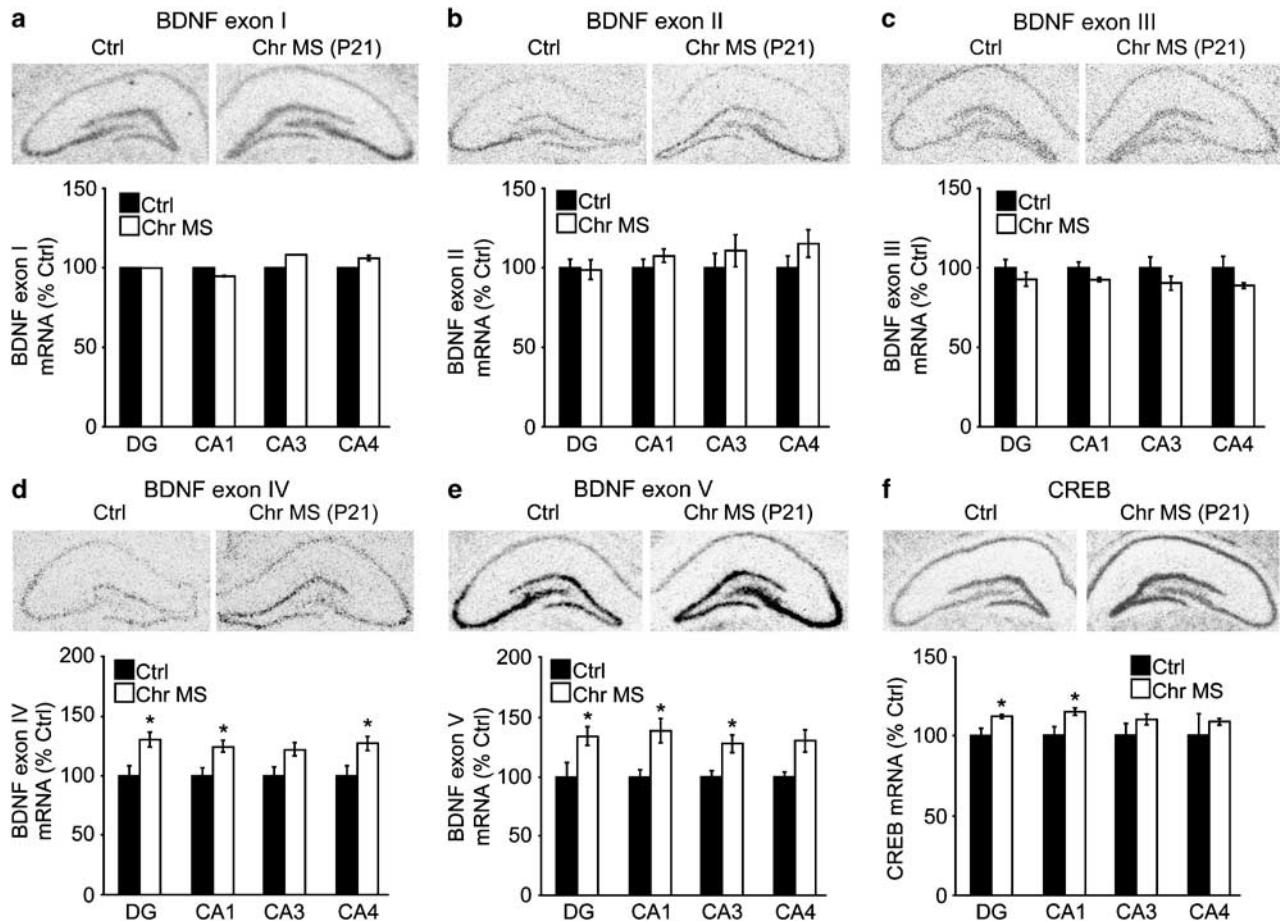 a BDNF exon I
Ctrl Chr MS (P21)
BDNF exon I
mRNA (% Ctrl)
150
100
50
0
Ctrl
Chr MS
DG CA1 CA3 CA4
b BDNF exon II
Ctrl Chr MS (P21)
BDNF exon II
mRNA (% Ctrl)
150
100
50
0
Ctrl
Chr MS
DG CA1 CA3 CA4
c BDNF exon III
Ctrl Chr MS (P21)
BDNF exon III
mRNA (% Ctrl)
150
100
50
0
Ctrl
Chr MS
DG CA1 CA3 CA4
d BDNF exon IV
Ctrl Chr MS (P21)
BDNF exon IV
mRNA (% Ctrl)
200
150
100
50
0
Ctrl
Chr MS
* * *
DG CA1 CA3 CA4
e BDNF exon V
Ctrl Chr MS (P21)
BDNF exon V
mRNA (% Ctrl)
200
150
100
50
0
Ctrl
Chr MS
* * *
DG CA1 CA3 CA4
f CREB
Ctrl Chr MS (P21)
CREB mRNA (% Ctrl)
150
100
50
0
Ctrl
Chr MS
* *
DG CA1 CA3 CA4